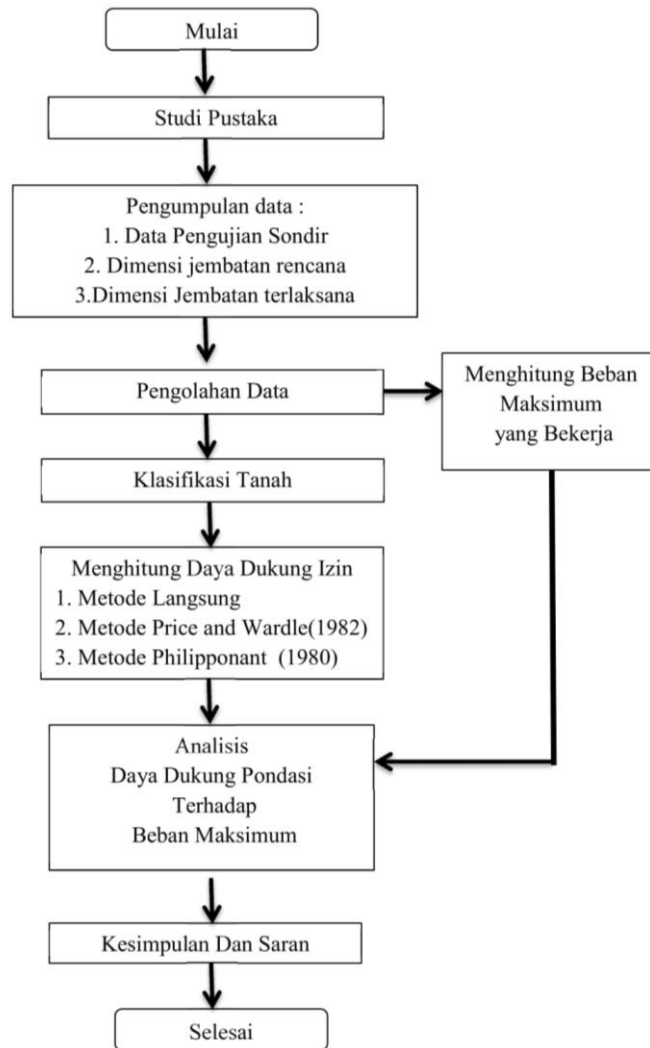 Mulai
Studi Pustaka
Pengumpulan data :
1. Data Pengujian Sondir
2. Dimensi jembatan rencana
3.Dimensi Jembatan terlaksana
Pengolahan Data
Menghitung Beban
Maksimum
yang Bekerja
Klasifikasi Tanah
Menghitung Daya Dukung Izin
1. Metode Langsung
2. Metode Price and Wardle(1982)
3. Metode Philipponant (1980)
Analisis
Daya Dukung Pondasi
Terhadap
Beban Maksimum
Kesimpulan Dan Saran
Selesai